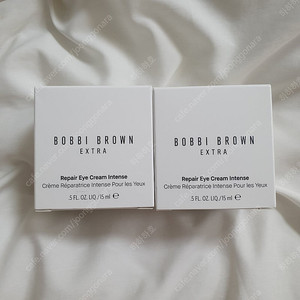 BOBBI BROWN
EXTRA
Repair Eye Cream Intense
Crème Réparatrice Intense Pour les Yeux
.5 FL. OZ. LIQ./15 ml ℮
BOBBI BROWN
EXTRA
Repair Eye Cream Intense
Crème Réparatrice Intense Pour les Yeux
.5 FL. OZ. LIQ./15 ml ℮